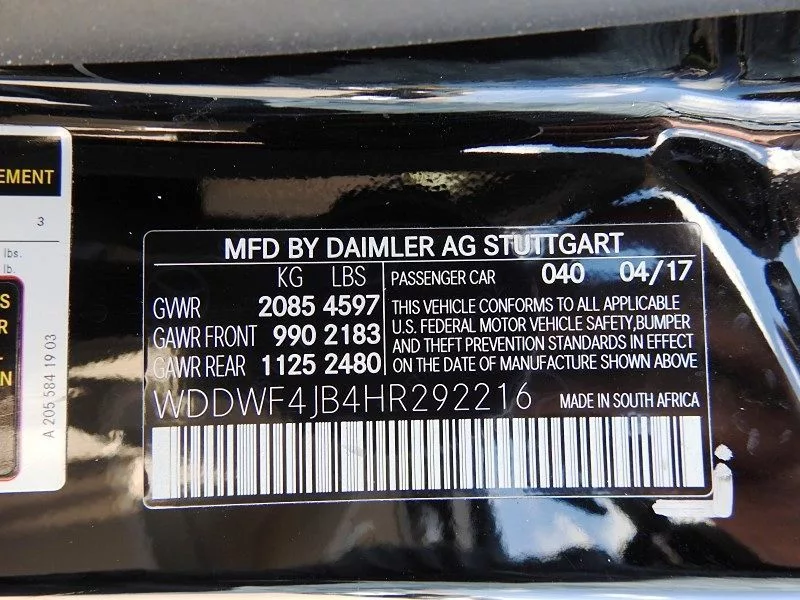 EMENT
3
lbs.
lb.
S
R
N
A 205 584 19 03
MFD BY DAIMLER AG STUTTGART
KG LBS
GVWR 2085 4597
GAWR FRONT 990 2183
GAWR REAR 1125 2480
PASSENGER CAR 040 04/17
THIS VEHICLE CONFORMS TO ALL APPLICABLE
U.S. FEDERAL MOTOR VEHICLE SAFETY,BUMPER
AND THEFT PREVENTION STANDARDS IN EFFECT
ON THE DATE OF MANUFACTURE SHOWN ABOVE
WDDWF4JB4HR292216 MADE IN SOUTH AFRICA